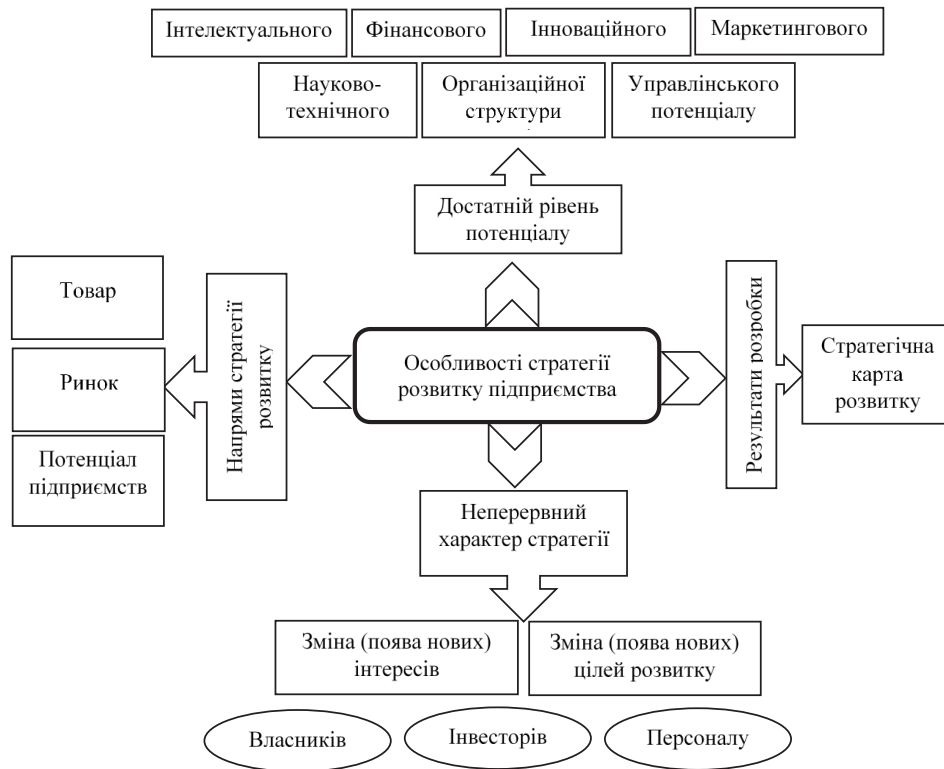 Інтелектуального
Фінансового
Інноваційного
Маркетингового
Науково-
технічного
Організаційної
структури
Управлінського
потенціалу
Достатній рівень
потенціалу
Товар
Ринок
Потенціал
підприємств
Напрями стратегії
розвитку
Особливості стратегії
розвитку підприємства
Результати розробки
Стратегічна
карта
розвитку
Неперервний
характер стратегії
Зміна (поява нових)
інтересів
Зміна (поява нових)
цілей розвитку
Власників
Інвесторів
Персоналу